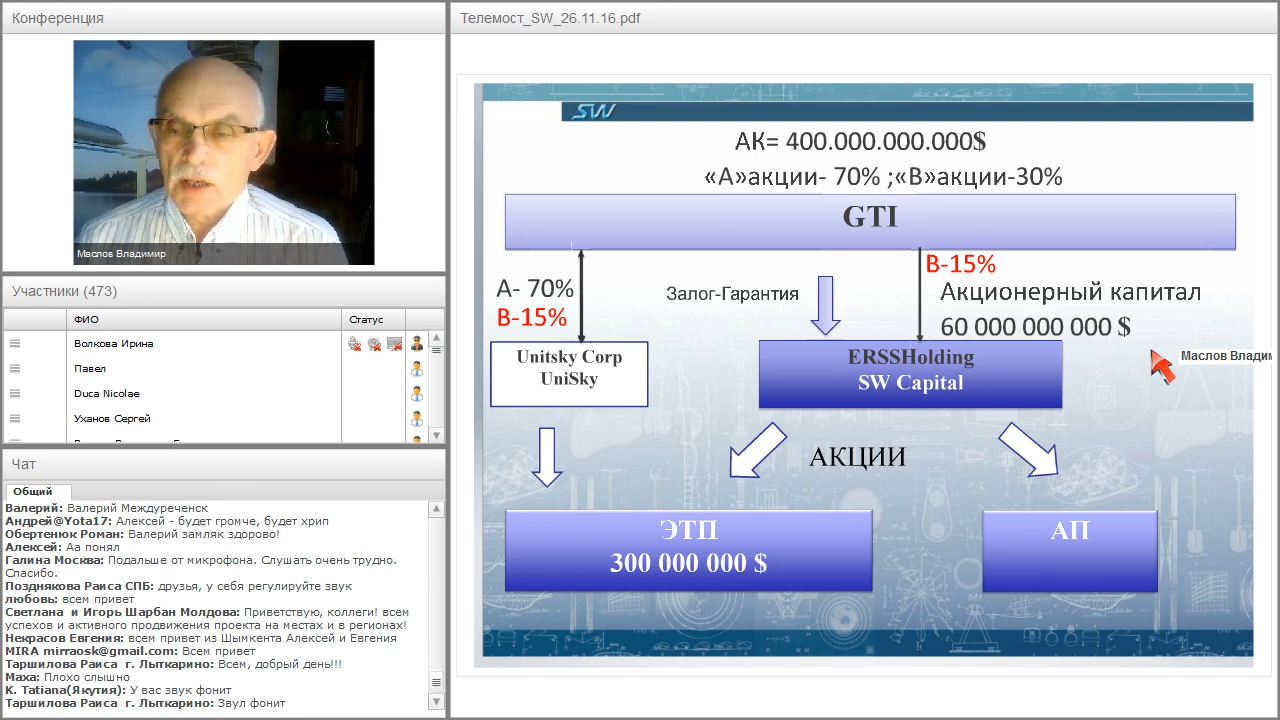 Конференция
Маслов Владимир
Участники (473)
ФИО
Статус
Волкова Ирина
Павел
Duca Nicolae
Уханов Сергей
Чат
Общий
Валерий: Валерий Междуреченск
Андрей@Yota17: Алексей - будет громче, будет хрип
Обертенюк Роман: Валерий замляк здорово!
Алексей: Аа понял
Галина Москва: Подальше от микрофона. Слушать очень трудно.
Спасибо.
Позднякова Раиса СПБ: друзья, у себя регулируйте звук
любовь: всем привет
Светлана и Игорь Шарбан Молдова: Приветствую, коллеги! всем
успехов и активного продвижения проекта на местах и в регионах!
Некрасов Евгения: всем привет из Шымкента Алексей и Евгения
MIRA mirraosk@gmail.com: Всем привет
Таршилова Раиса г. Лыткарино: Всем, добрый день!!!
Маха: Плохо слышно
К. Tatiana(Якутия): У вас звук фонит
Таршилова Раиса г. Лыткарино: Звул фонит
Телемост_SW_26.11.16.pdf
SW
АК= 400.000.000.000$
«А»акции- 70% ;«В»акции-30%
GTI
А- 70%
В-15%
Залог-Гарантия
В-15%
Акционерный капитал
60 000 000 000 $
Unitsky Corp
UniSky
ERSSHolding
SW Capital
Маслов Владим
АКЦИИ
ЭТП
300 000 000 $
АП